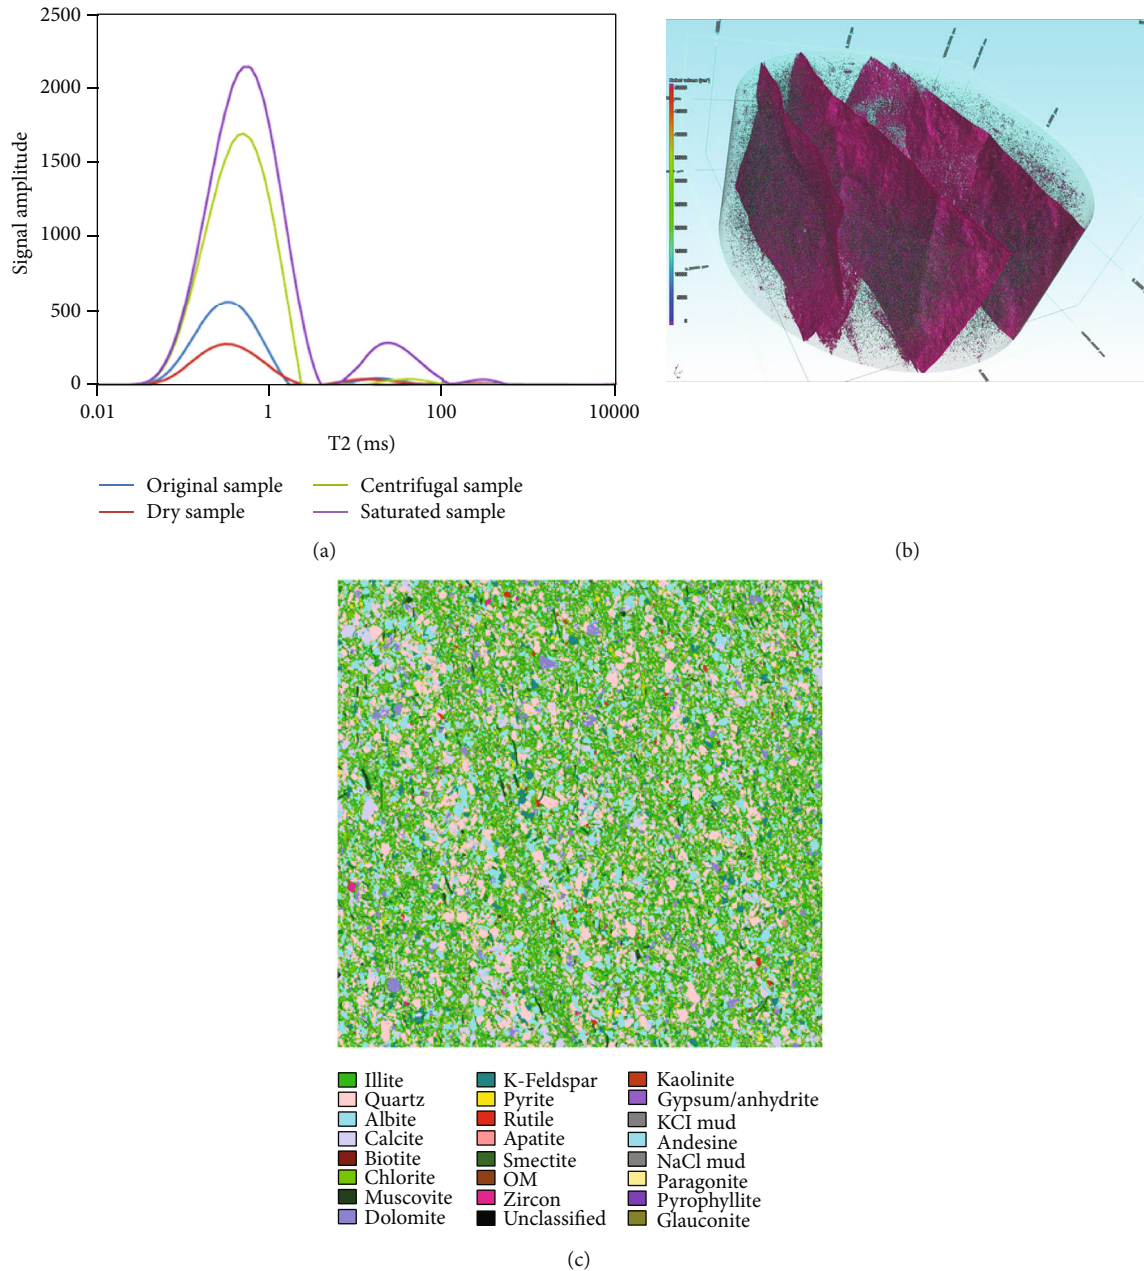 2500
2000
1500
1000
500
0
Signal amplitude
0.01 1 100 10000
T2 (ms)
Original sample Centrifugal sample
Dry sample Saturated sample
(a)
(b)
Illite K-Feldspar Kaolinite
Quartz Pyrite Gypsum/anhydrite
Albite Rutile KCI mud
Calcite Apatite Andesine
Biotite Smectite NaCl mud
Chlorite OM Paragonite
Muscovite Zircon Pyrophyllite
Dolomite Unclassified Glauconite
(c)